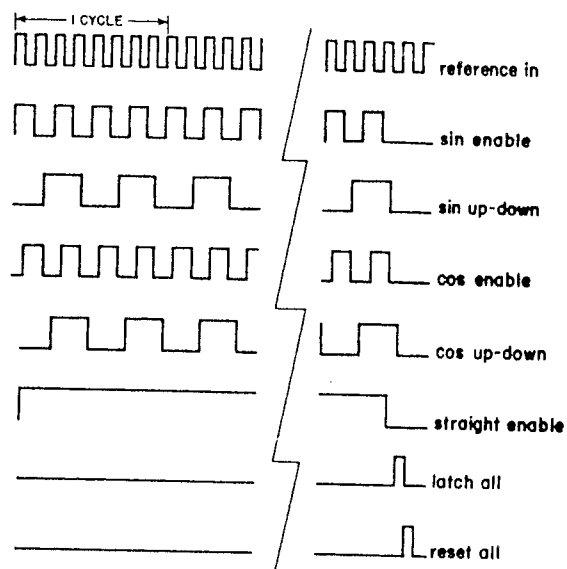 1 CYCLE
reference in
sin enable
sin up-down
cos enable
cos up-down
straight enable
latch all
reset all